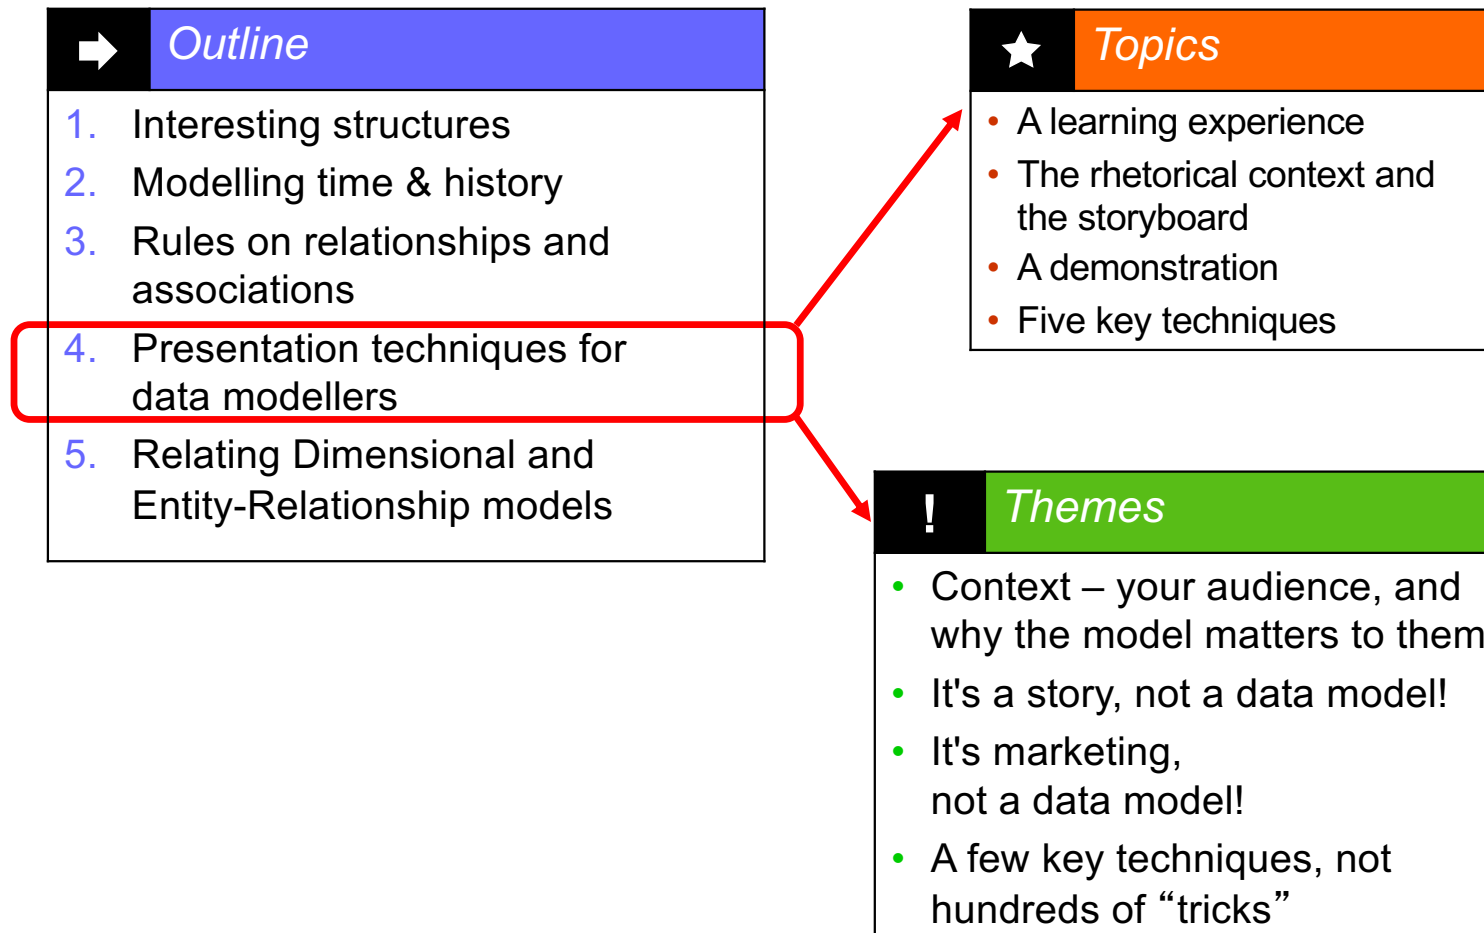 Outline
1. Interesting structures
2. Modelling time & history
3. Rules on relationships and
associations
4. Presentation techniques for
data modellers
5. Relating Dimensional and
Entity-Relationship models
Topics
• A learning experience
• The rhetorical context and
the storyboard
• A demonstration
• Five key techniques
! Themes
• Context – your audience, and
why the model matters to them
• It's a story, not a data model!
• It's marketing,
not a data model!
• A few key techniques, not
hundreds of “tricks”